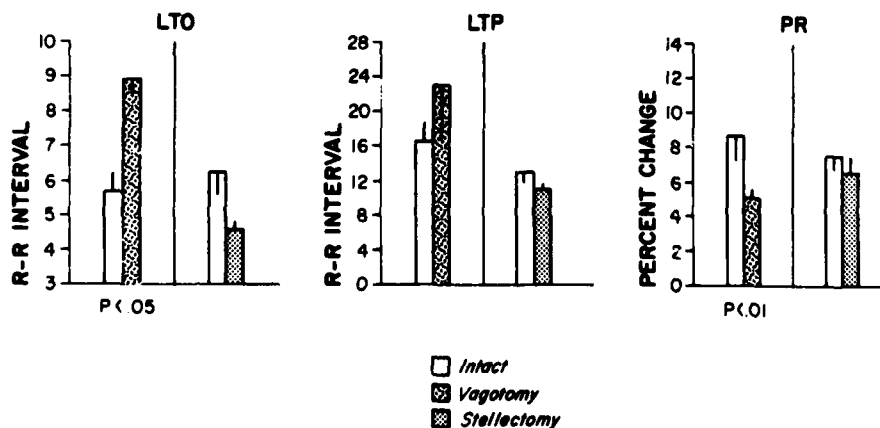 LTO
R-R INTERVAL
10
9
8
7
6
5
4
3
P<.05
LTP
R-R INTERVAL
28
24
20
16
12
8
4
0
PR
PERCENT CHANGE
14
12
10
8
6
4
2
0
P<.01
Intact
Vagotomy
Stellectomy